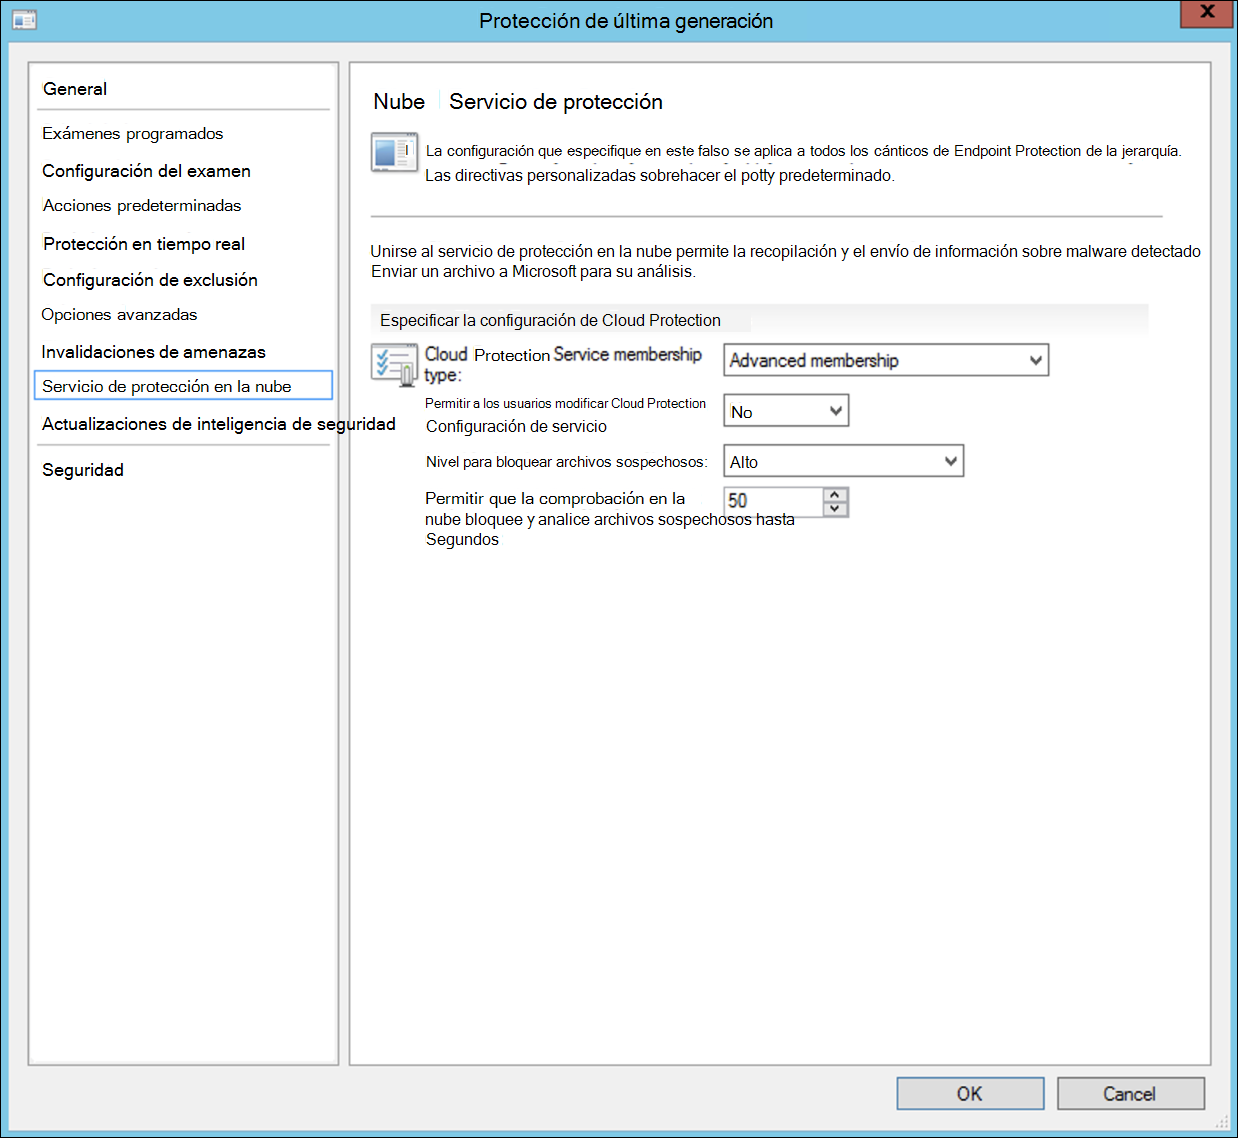 Protección de última generación
X
General
Exámenes programados
Configuración del examen
Acciones predeterminadas
Protección en tiempo real
Configuración de exclusión
Opciones avanzadas
Invalidaciones de amenazas
Servicio de protección en la nube
Actualizaciones de inteligencia de seguridad
Seguridad
Nube Servicio de protección
La configuración que especifique en este falso se aplica a todos los cánticos de Endpoint Protection de la jerarquía.
Las directivas personalizadas sobrehacer el potty predeterminado.
Unirse al servicio de protección en la nube permite la recopilación y el envío de información sobre malware detectado
Enviar un archivo a Microsoft para su análisis.
Especificar la configuración de Cloud Protection
Cloud Protection Service membership
type:
Advanced membership
Permitir a los usuarios modificar Cloud Protection
Configuración de servicio
No
Nivel para bloquear archivos sospechosos:
Alto
Permitir que la comprobación en la
nube bloquee y analice archivos sospechosos hasta
Segundos
50
OK
Cancel